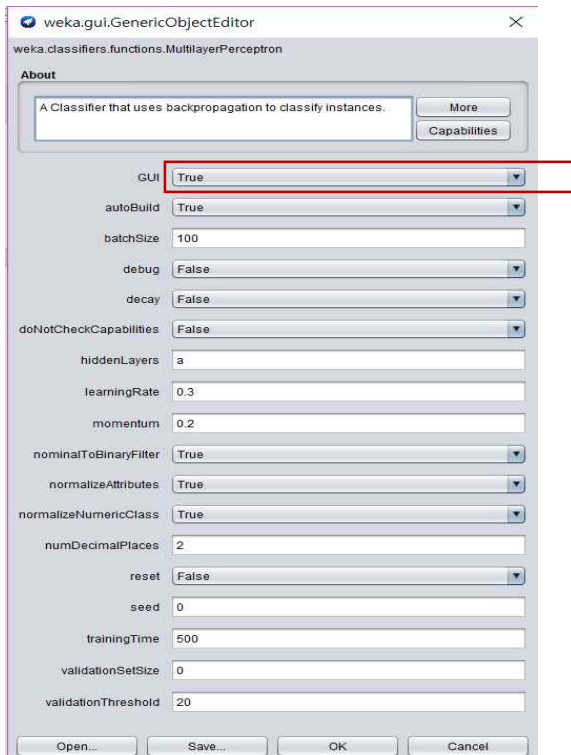 weka.gui.GenericObjectEditor
weka.classifiers.functions.MultilayerPerceptron
About
A Classifier that uses backpropagation to classify instances.
More
Capabilities
GUI True
autoBuild True
batchSize 100
debug False
decay False
doNotCheckCapabilities False
hiddenLayers a
learningRate 0.3
momentum 0.2
nominalToBinaryFilter True
normalizeAttributes True
normalizeNumericClass True
numDecimalPlaces 2
reset False
seed 0
trainingTime 500
validationSetSize 0
validationThreshold 20
Open... Save... OK Cancel